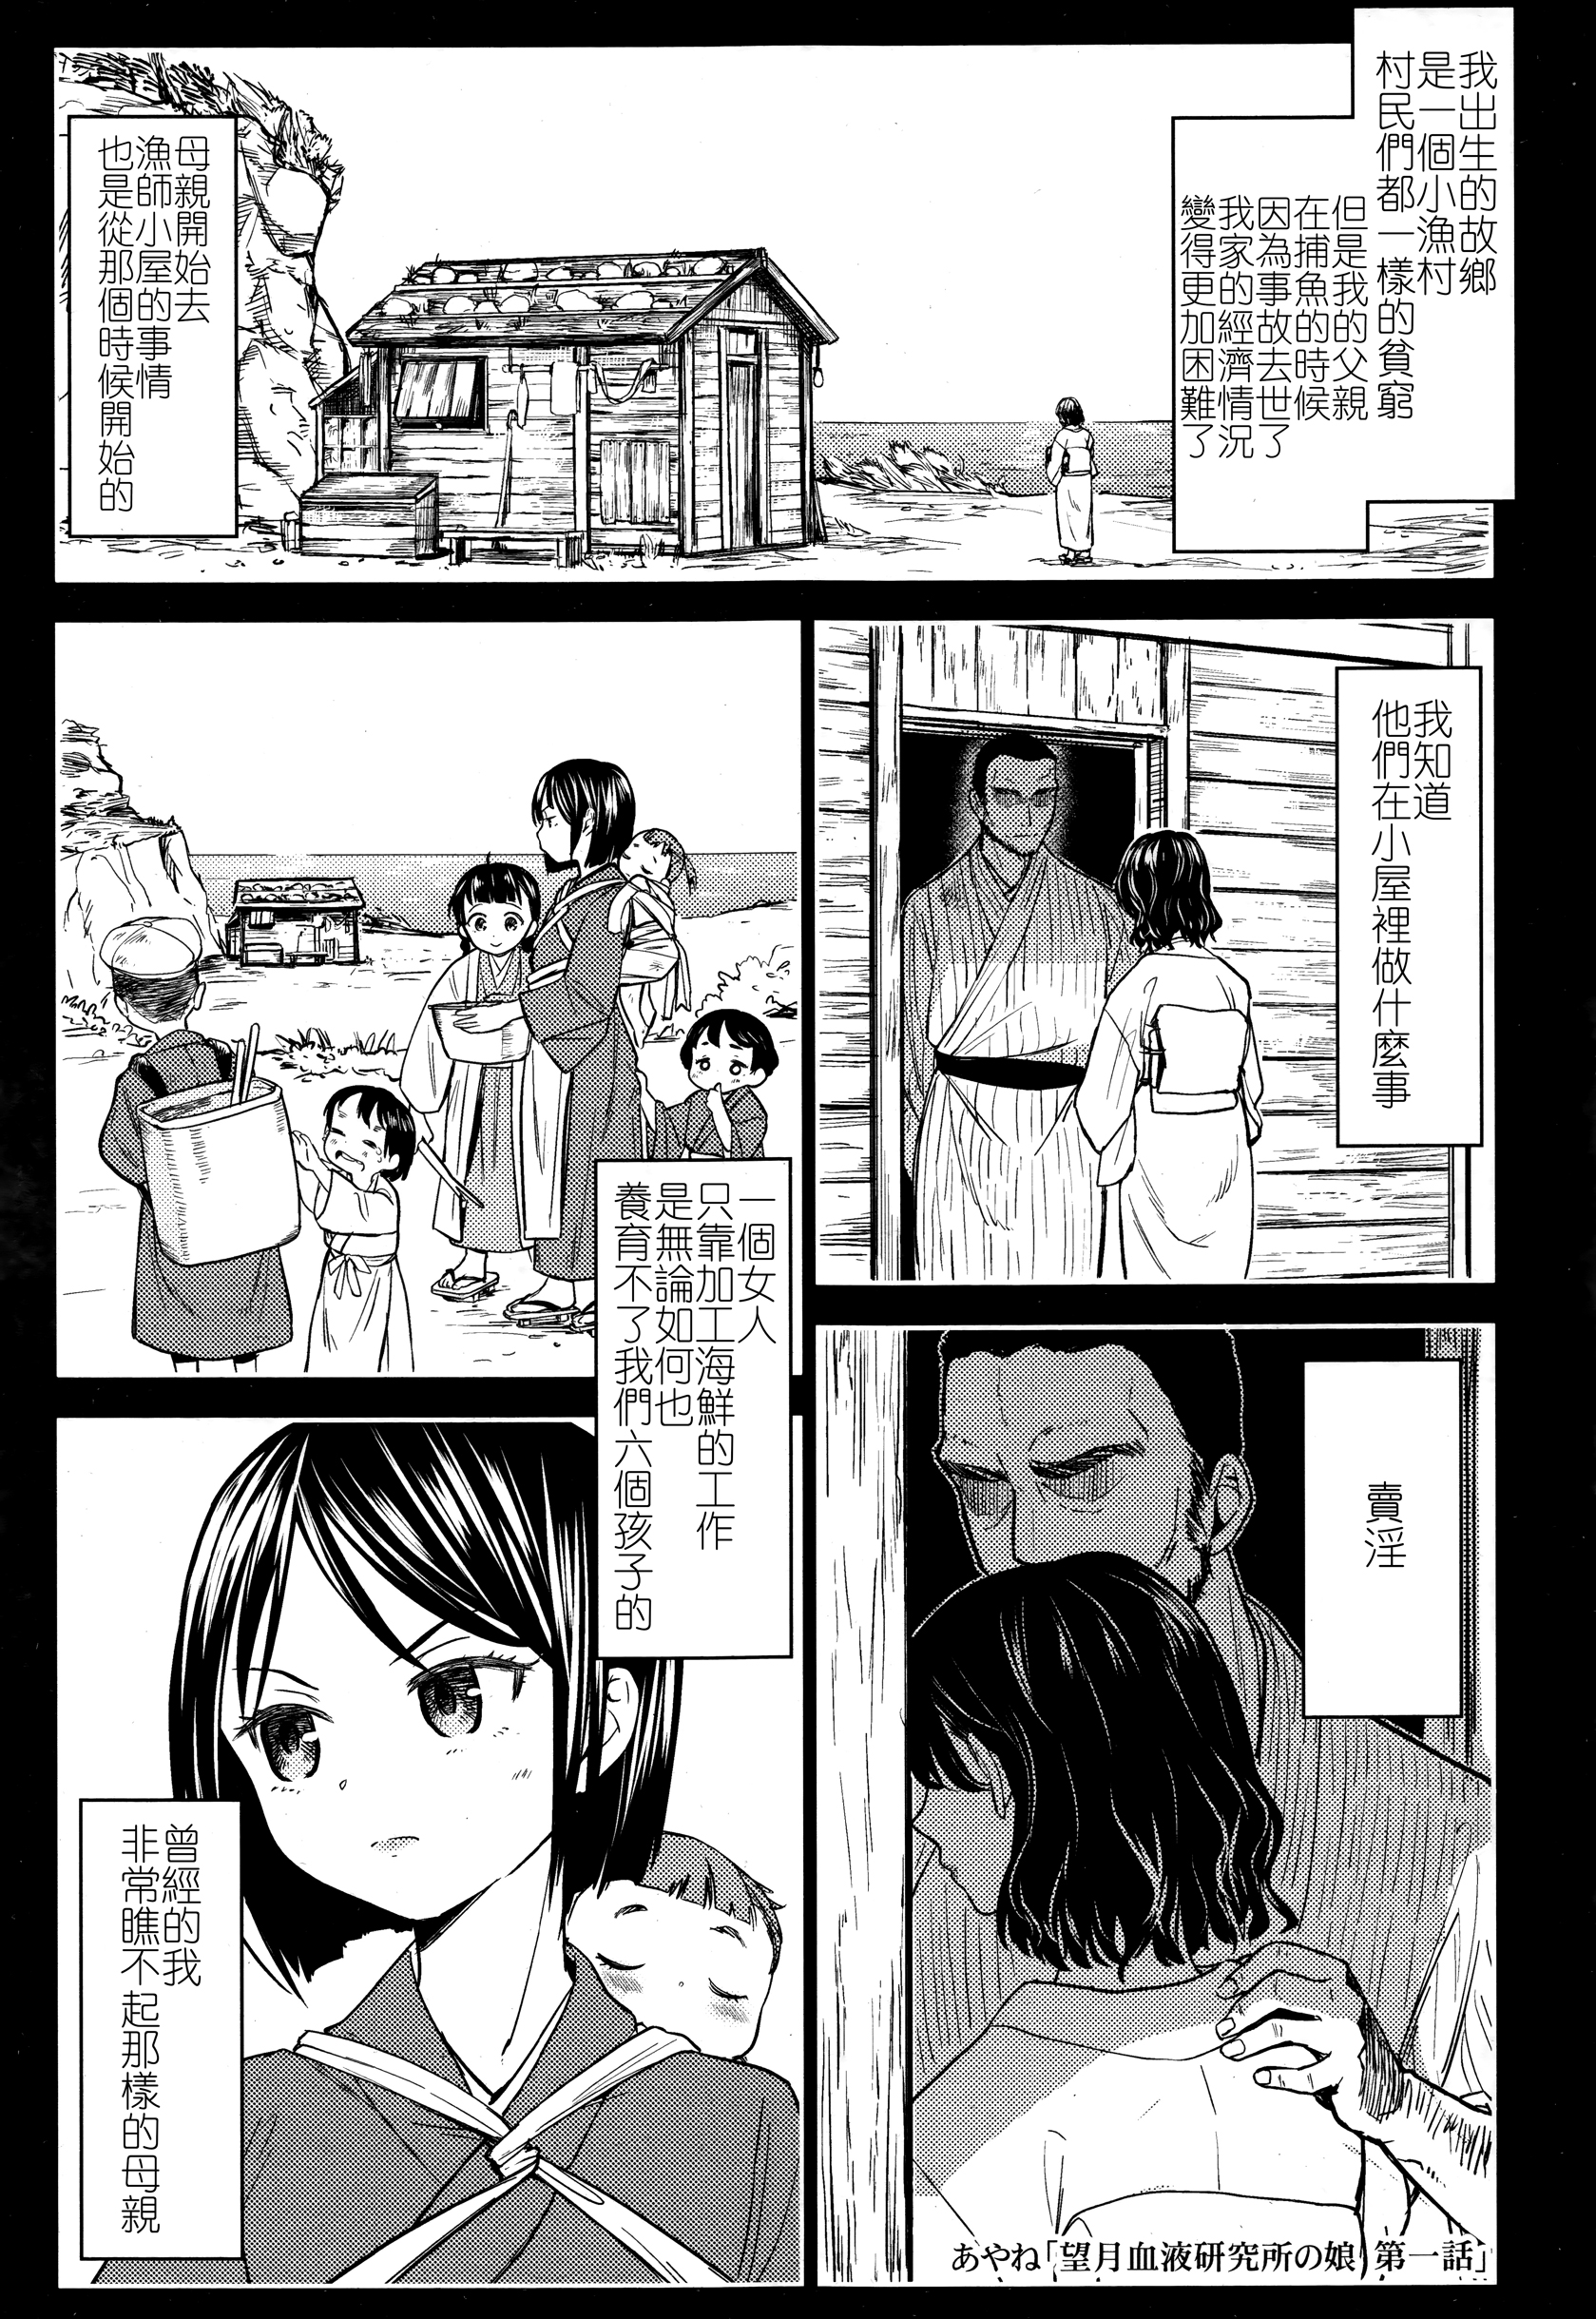 我出生的故鄉
是一個小漁村
村民們都一樣的貧窮
但是我的父親
在捕魚的時候
因為事故去世了
我家的經濟情況
變得更加困難了
母親開始去
漁師小屋的事情
也是從那個時候開始的
我知道
他們在小屋裡做什麼事
賣淫
一個女人
只靠加工海鮮的工作
是無論如何也
養育不了我們六個孩子的
曾經的我
非常瞧不起那樣的母親
あやね「望月血液研究所の娘 第一話」